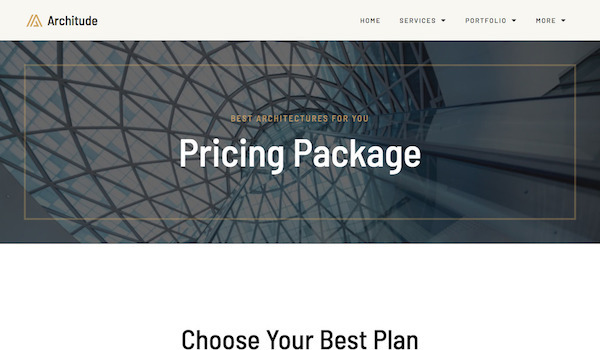 Architude
HOME
SERVICES
PORTFOLIO
MORE
BEST ARCHITECTURES FOR YOU
Pricing Package
Choose Your Best Plan